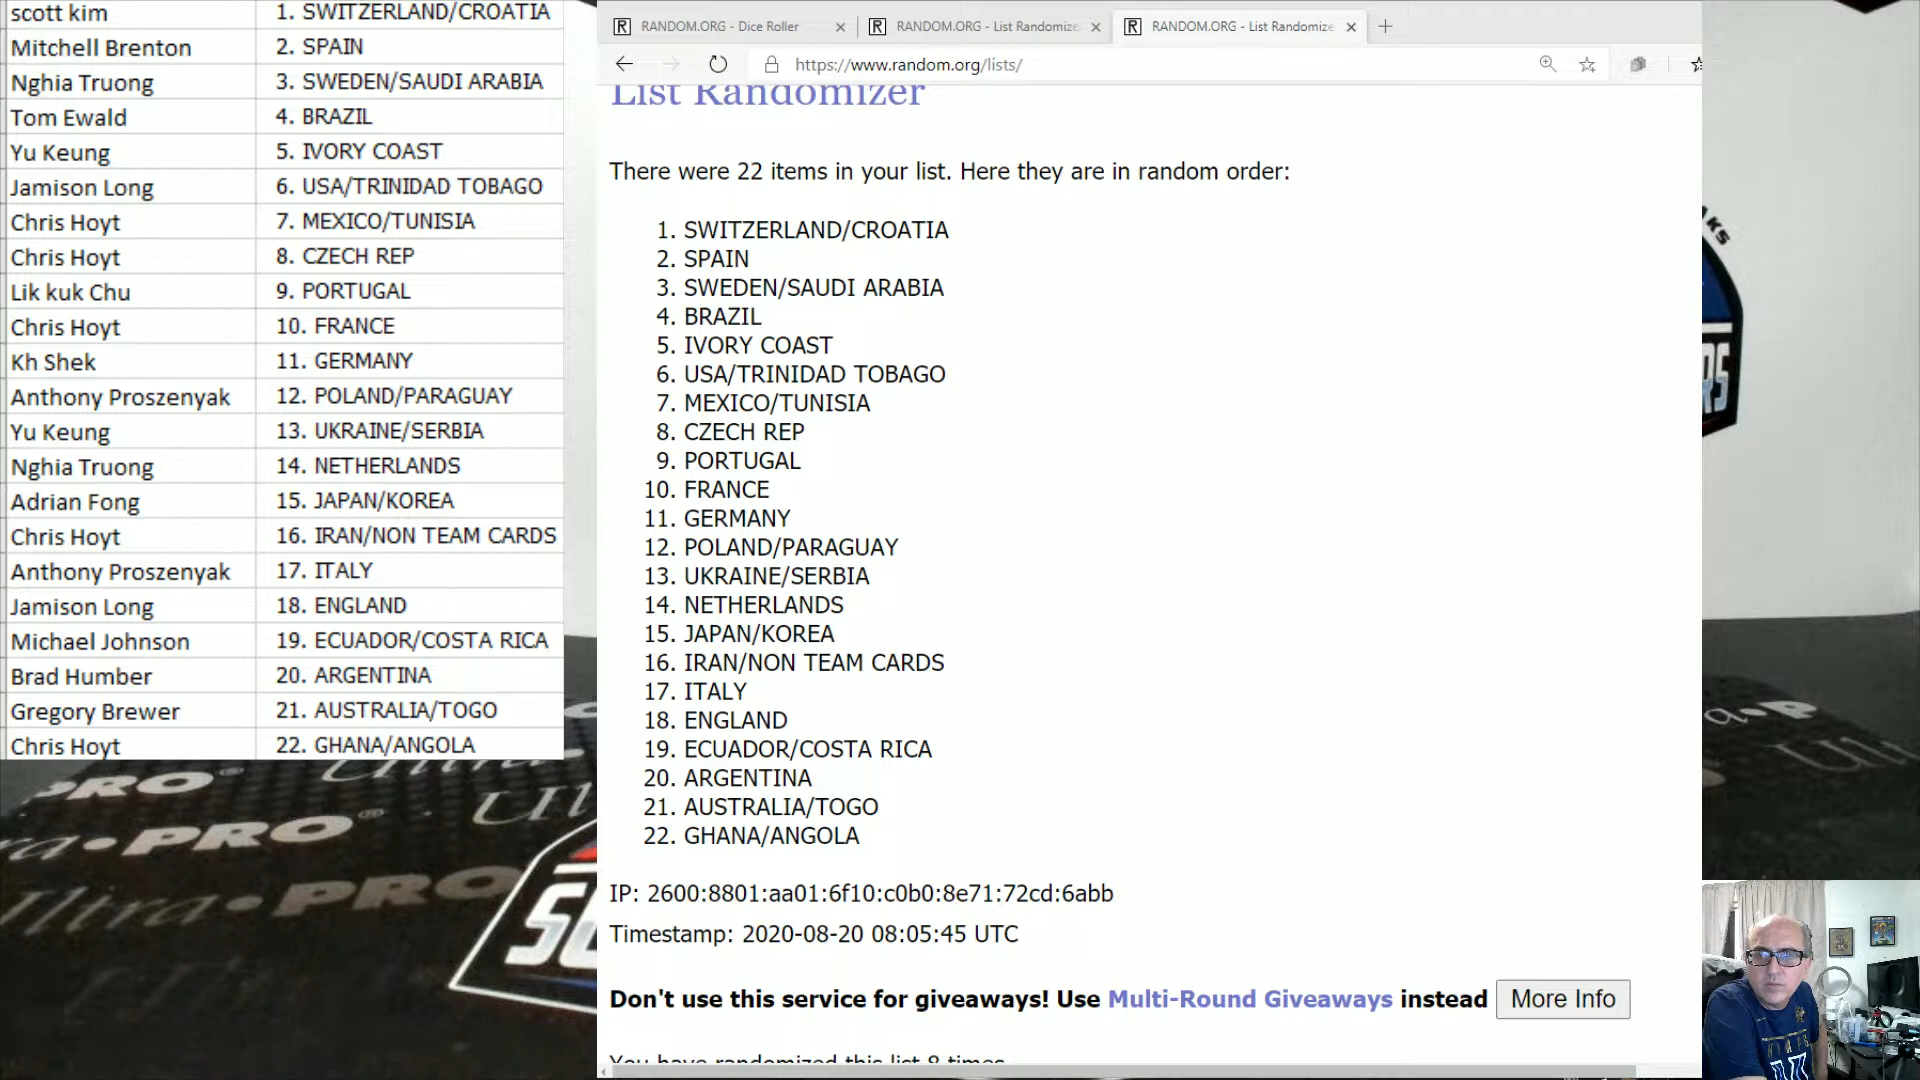 scott kim 1. SWITZERLAND/CROATIA
Mitchell Brenton 2. SPAIN
Nghia Truong 3. SWEDEN/SAUDI ARABIA
Tom Ewald 4. BRAZIL
Yu Keung 5. IVORY COAST
Jamison Long 6. USA/TRINIDAD TOBAGO
Chris Hoyt 7. MEXICO/TUNISIA
Chris Hoyt 8. CZECH REP
Lik kuk Chu 9. PORTUGAL
Chris Hoyt 10. FRANCE
Kh Shek 11. GERMANY
Anthony Proszenyak 12. POLAND/PARAGUAY
Yu Keung 13. UKRAINE/SERBIA
Nghia Truong 14. NETHERLANDS
Adrian Fong 15. JAPAN/KOREA
Chris Hoyt 16. IRAN/NON TEAM CARDS
Anthony Proszenyak 17. ITALY
Jamison Long 18. ENGLAND
Michael Johnson 19. ECUADOR/COSTA RICA
Brad Humber 20. ARGENTINA
Gregory Brewer 21. AUSTRALIA/TOGO
Chris Hoyt 22. GHANA/ANGOLA
RANDOM.ORG - Dice Roller
RANDOM.ORG - List Randomize
RANDOM.ORG - List Randomize
https://www.random.org/lists/
List Randomizer
There were 22 items in your list. Here they are in random order:
1. SWITZERLAND/CROATIA
2. SPAIN
3. SWEDEN/SAUDI ARABIA
4. BRAZIL
5. IVORY COAST
6. USA/TRINIDAD TOBAGO
7. MEXICO/TUNISIA
8. CZECH REP
9. PORTUGAL
10. FRANCE
11. GERMANY
12. POLAND/PARAGUAY
13. UKRAINE/SERBIA
14. NETHERLANDS
15. JAPAN/KOREA
16. IRAN/NON TEAM CARDS
17. ITALY
18. ENGLAND
19. ECUADOR/COSTA RICA
20. ARGENTINA
21. AUSTRALIA/TOGO
22. GHANA/ANGOLA
IP: 2600:8801:aa01:6f10:c0b0:8e71:72cd:6abb
Timestamp: 2020-08-20 08:05:45 UTC
Don't use this service for giveaways! Use Multi-Round Giveaways instead More Info
You have randomized this list 8 times
PRO
PRO
Ultra PRO